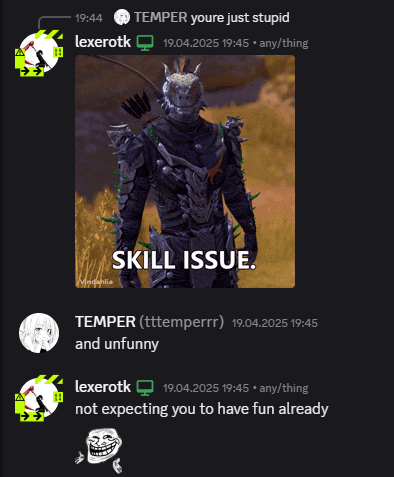 19:44 TEMPER youre just stupid
lexerotk 19.04.2025 19:45 • any/thing
SKILL ISSUE.
Vindahlia
TEMPER (tttemperrr) 19.04.2025 19:45
and unfunny
lexerotk 19.04.2025 19:45 • any/thing
not expecting you to have fun already